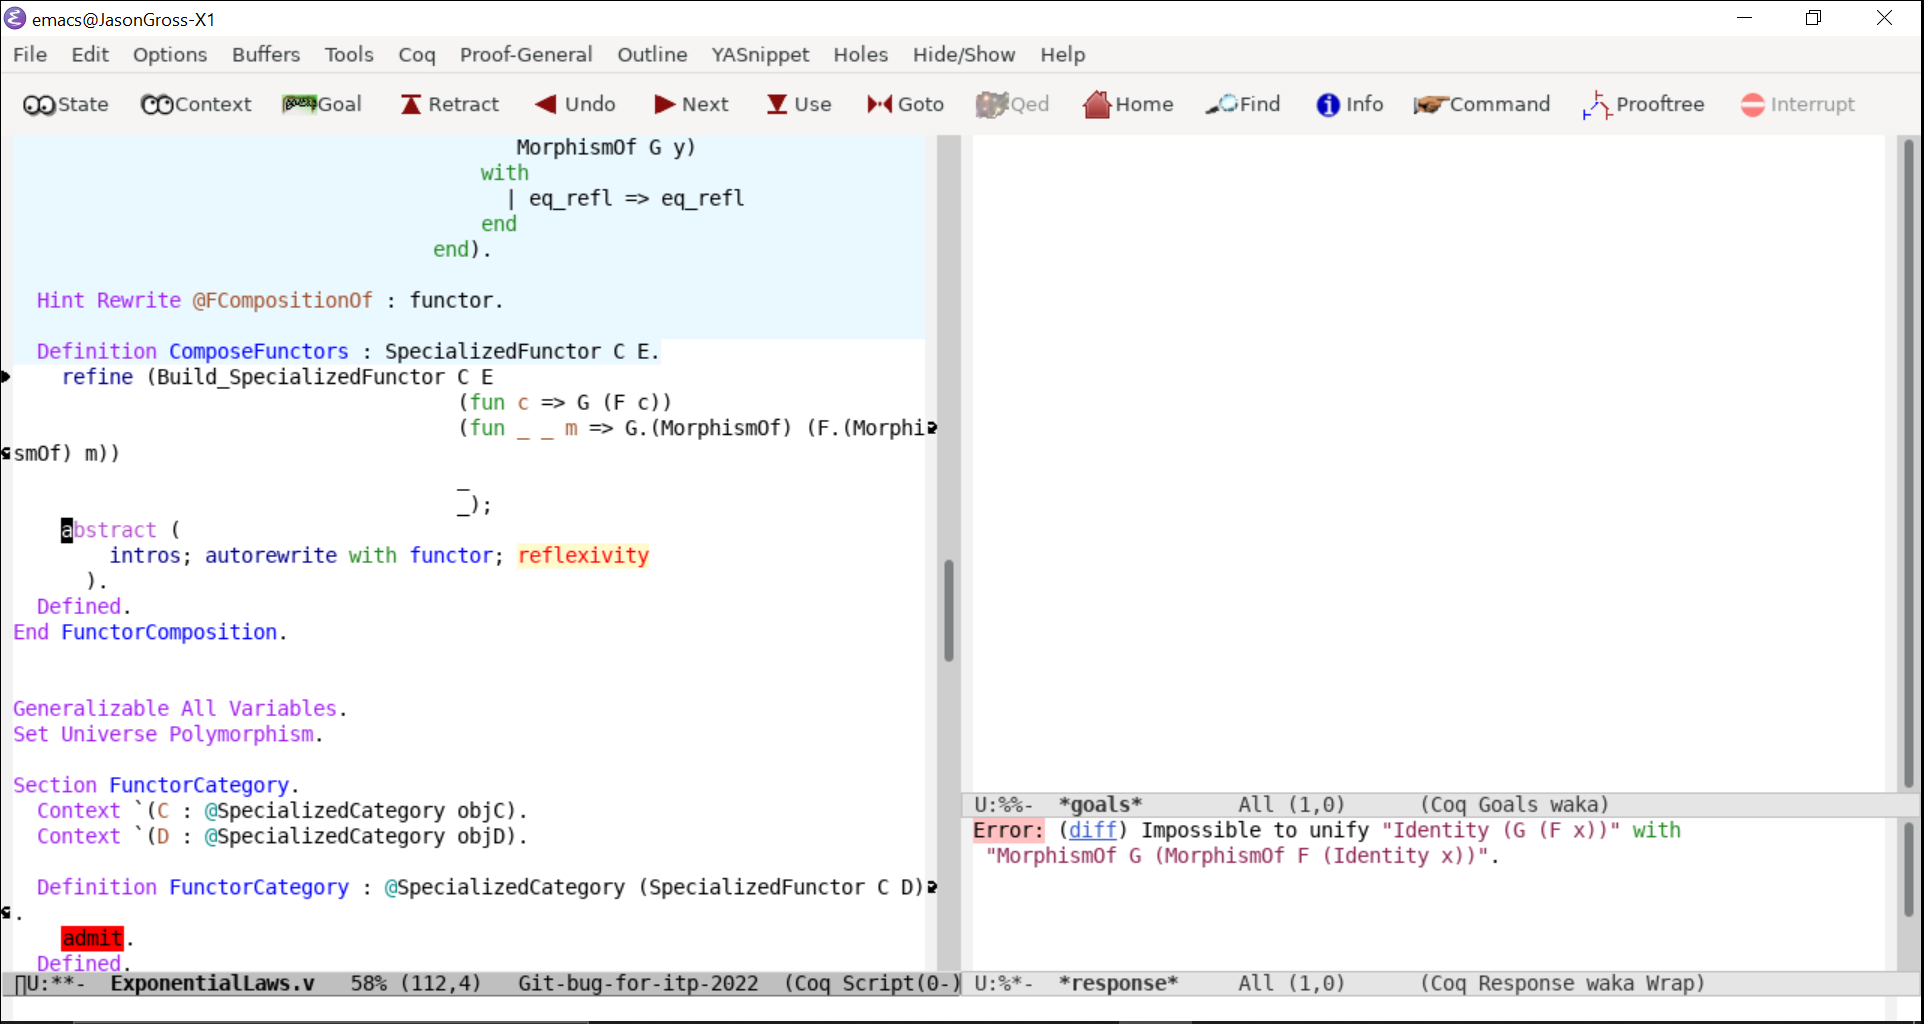 emacs@JasonGross-X1
File Edit Options Buffers Tools Coq Proof-General Outline YASnippet Holes Hide/Show Help
State Context Goal Retract Undo Next Use Goto Qed Home Find Info Command Prooftree Interrupt
MorphismOf G y)
with
| eq_refl => eq_refl
end
end).
Hint Rewrite @FCompositionOf : functor.
Definition ComposeFunctors : SpecializedFunctor C E.
refine (Build_SpecializedFunctor C E
(fun c => G (F c))
(fun _ _ m => G.(MorphismOf) (F.(Morphi
smOf) m))
_
_);
abstract (
intros; autorewrite with functor; reflexivity
).
Defined.
End FunctorComposition.
Generalizable All Variables.
Set Universe Polymorphism.
Section FunctorCategory.
Context `(C : @SpecializedCategory objC).
Context `(D : @SpecializedCategory objD).
Definition FunctorCategory : @SpecializedCategory (SpecializedFunctor C D)
.
admit.
Defined.
U:**-  ExponentialLaws.v   58% (112,4)   Git-bug-for-itp-2022  (Coq Script(0-)
U:%%-  *goals*        All (1,0)      (Coq Goals waka)
Error: (diff) Impossible to unify "Identity (G (F x))" with
"MorphismOf G (MorphismOf F (Identity x))".
U:%*-  *response*     All (1,0)      (Coq Response waka Wrap)